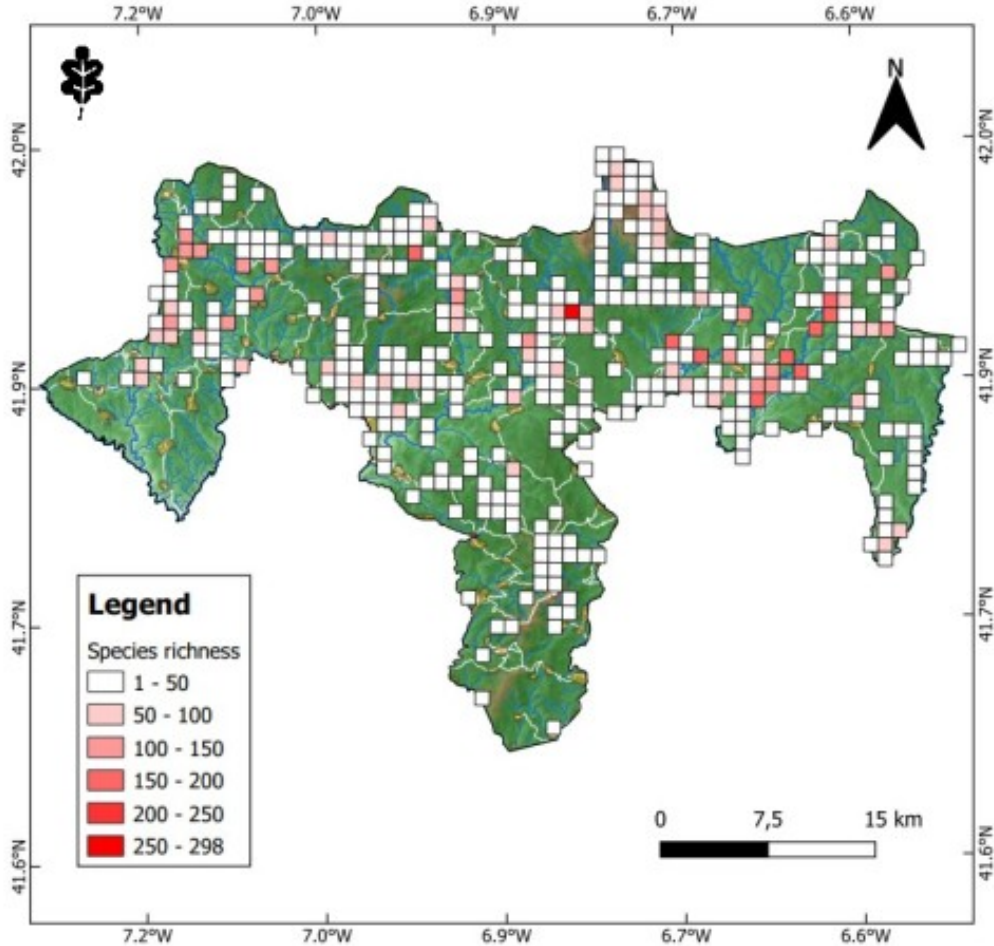 7.2°W 7.0°W 6.9°W 6.7°W 6.6°W
N
42.0°N 42.0°N
41.9°N 41.9°N
41.7°N 41.7°N
Legend
Species richness
1 - 50
50 - 100
100 - 150
150 - 200
200 - 250
250 - 298
0 7,5 15 km
41.6°N 41.6°N
7.2°W 7.0°W 6.9°W 6.7°W 6.6°W